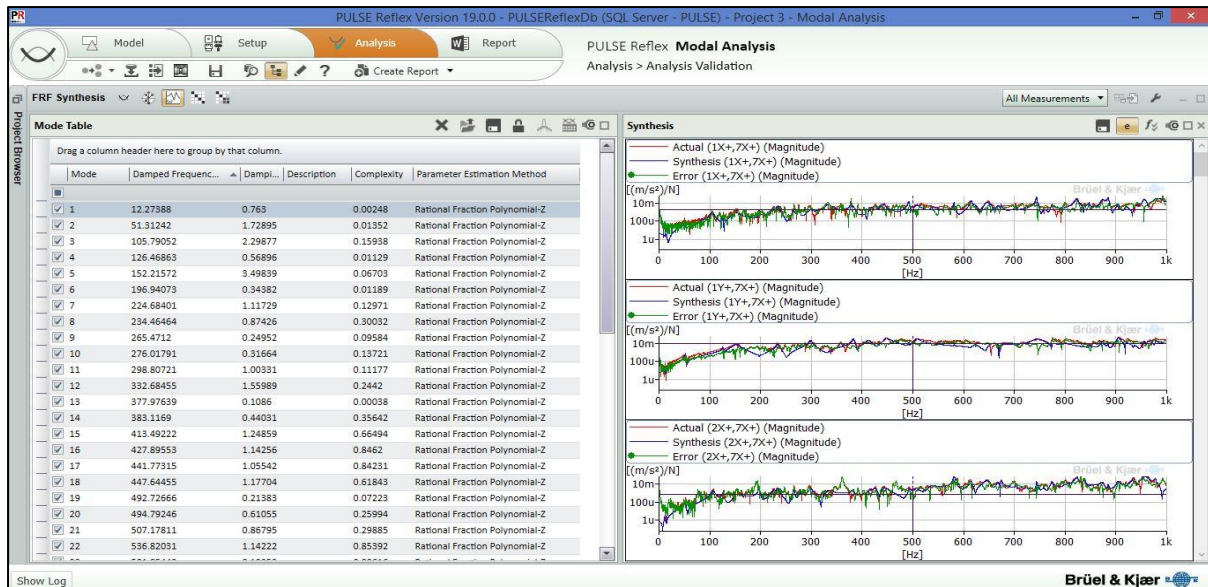 PR PULSE Reflex Version 19.0.0 - PULSEReflexDb (SQL Server - PULSE) - Project 3 - Modal Analysis
Model Setup Analysis Report
PULSE Reflex Modal Analysis
Create Report
Analysis > Analysis Validation
Project Browser
FRF Synthesis
All Measurements
Mode Table
Drag a column header here to group by that column.
Mode Damped Frequenc... Dampi... Description Complexity Parameter Estimation Method
1 12.27388 0.763 0.00248 Rational Fraction Polynomial-Z
2 51.31242 1.72895 0.01352 Rational Fraction Polynomial-Z
3 105.79052 2.29877 0.15938 Rational Fraction Polynomial-Z
4 126.46863 0.56896 0.01129 Rational Fraction Polynomial-Z
5 152.21572 3.49839 0.06703 Rational Fraction Polynomial-Z
6 196.94073 0.34382 0.01189 Rational Fraction Polynomial-Z
7 224.68401 1.11729 0.12971 Rational Fraction Polynomial-Z
8 234.46464 0.87426 0.30032 Rational Fraction Polynomial-Z
9 265.4712 0.24952 0.09584 Rational Fraction Polynomial-Z
10 276.01791 0.31664 0.13721 Rational Fraction Polynomial-Z
11 298.80721 1.00331 0.11177 Rational Fraction Polynomial-Z
12 332.68455 1.55989 0.2442 Rational Fraction Polynomial-Z
13 377.97639 0.1086 0.00038 Rational Fraction Polynomial-Z
14 383.1169 0.44031 0.35642 Rational Fraction Polynomial-Z
15 413.49222 1.24859 0.66494 Rational Fraction Polynomial-Z
16 427.89553 1.14256 0.8462 Rational Fraction Polynomial-Z
17 441.77315 1.05542 0.84231 Rational Fraction Polynomial-Z
18 447.64455 1.17704 0.61843 Rational Fraction Polynomial-Z
19 492.72666 0.21383 0.07223 Rational Fraction Polynomial-Z
20 494.79246 0.61055 0.25994 Rational Fraction Polynomial-Z
21 507.17811 0.86795 0.29885 Rational Fraction Polynomial-Z
22 536.82031 1.14222 0.85392 Rational Fraction Polynomial-Z
Synthesis
Actual (1X+,7X+) (Magnitude)
Synthesis (1X+,7X+) (Magnitude)
Error (1X+,7X+) (Magnitude)
[(m/s²)/N]
Brüel & Kjær
10m
100u
1u
0 100 200 300 400 500 600 700 800 900 1k
[Hz]
Actual (1Y+,7X+) (Magnitude)
Synthesis (1Y+,7X+) (Magnitude)
Error (1Y+,7X+) (Magnitude)
[(m/s²)/N]
Brüel & Kjær
10m
100u
1u
0 100 200 300 400 500 600 700 800 900 1k
[Hz]
Actual (2X+,7X+) (Magnitude)
Synthesis (2X+,7X+) (Magnitude)
Error (2X+,7X+) (Magnitude)
[(m/s²)/N]
Brüel & Kjær
10m
100u
1u
0 100 200 300 400 500 600 700 800 900 1k
[Hz]
Show Log
Brüel & Kjær